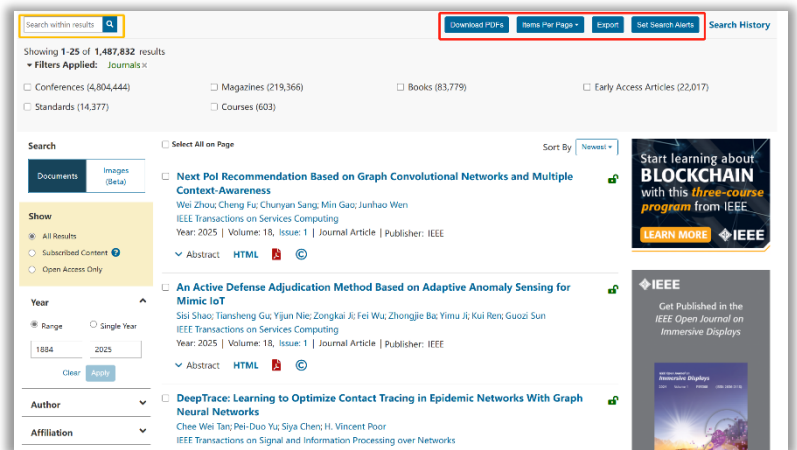 Search within results
Download PDFs
Items Per Page
Export
Set Search Alerts
Search History
Showing 1-25 of 1,487,832 results
Filters Applied: Journals ×
Conferences (4,804,444)
Magazines (219,366)
Books (83,779)
Early Access Articles (22,017)
Standards (14,377)
Courses (603)
Search
Documents
Images
(Beta)
Show
All Results
Subscribed Content ?
Open Access Only
Year
Range
Single Year
1884
2025
Clear
Apply
Author
Affiliation
Select All on Page
Sort By
Newest
Next PoI Recommendation Based on Graph Convolutional Networks and Multiple
Context-Awareness
Wei Zhou; Cheng Fu; Chunyan Sang; Min Gao; Junhao Wen
IEEE Transactions on Services Computing
Year: 2025 | Volume: 18, Issue: 1 | Journal Article | Publisher: IEEE
Abstract
HTML
©
An Active Defense Adjudication Method Based on Adaptive Anomaly Sensing for
Mimic IoT
Sisi Shao; Tiansheng Gu; Yijun Nie; Zongkai Ji; Fei Wu; Zhongjie Ba; Yimu Ji; Kui Ren; Guozi Sun
IEEE Transactions on Services Computing
Year: 2025 | Volume: 18, Issue: 1 | Journal Article | Publisher: IEEE
Abstract
HTML
©
DeepTrace: Learning to Optimize Contact Tracing in Epidemic Networks With Graph
Neural Networks
Chee Wei Tan; Pei-Duo Yu; Siya Chen; H. Vincent Poor
IEEE Transactions on Signal and Information Processing over Networks
Start learning about
BLOCKCHAIN
with this three-course
program from IEEE
LEARN MORE
IEEE
IEEE
Get Published in the
IEEE Open Journal on
Immersive Displays
Immersive Displays